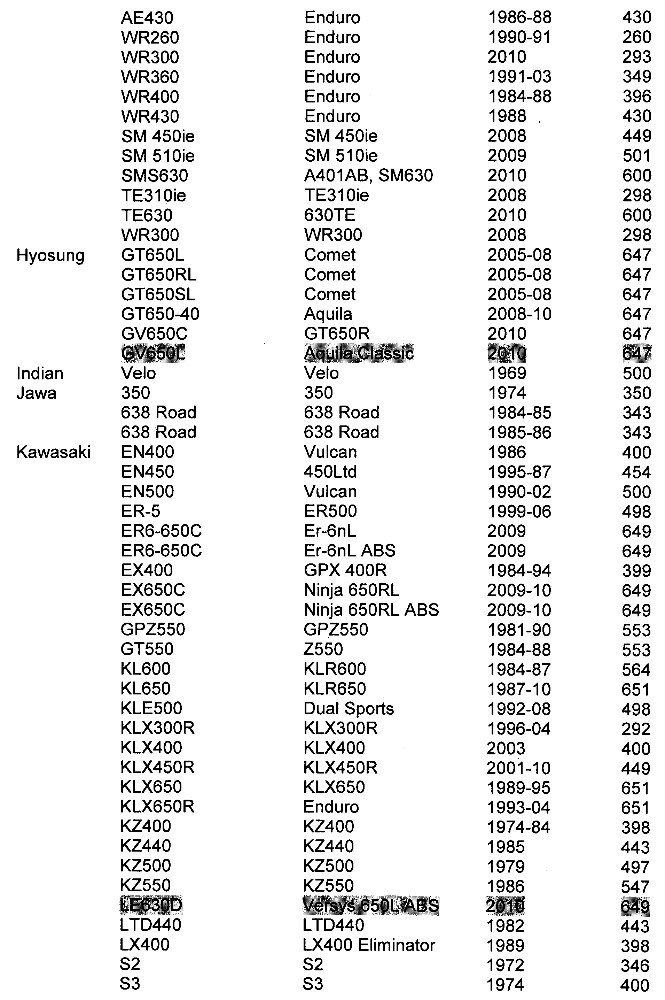 AE430 Enduro 1986-88 430
WR260 Enduro 1990-91 260
WR300 Enduro 2010 293
WR360 Enduro 1991-03 349
WR400 Enduro 1984-88 396
WR430 Enduro 1988 430
SM 450ie SM 450ie 2008 449
SM 510ie SM 510ie 2009 501
SMS630 A401AB, SM630 2010 600
TE310ie TE310ie 2008 298
TE630 630TE 2010 600
WR300 WR300 2008 298
Hyosung GT650L Comet 2005-08 647
GT650RL Comet 2005-08 647
GT650SL Comet 2005-08 647
GT650-40 Aquila 2008-10 647
GV650C GT650R 2010 647
GV650L Aquila Classic 2010 647
Indian Velo Velo 1969 500
Jawa 350 350 1974 350
638 Road 638 Road 1984-85 343
638 Road 638 Road 1985-86 343
Kawasaki EN400 Vulcan 1986 400
EN450 450Ltd 1995-87 454
EN500 Vulcan 1990-02 500
ER-5 ER500 1999-06 498
ER6-650C Er-6nL 2009 649
ER6-650C Er-6nL ABS 2009 649
EX400 GPX 400R 1984-94 399
EX650C Ninja 650RL 2009-10 649
EX650C Ninja 650RL ABS 2009-10 649
GPZ550 GPZ550 1981-90 553
GT550 Z550 1984-88 553
KL600 KLR600 1984-87 564
KL650 KLR650 1987-10 651
KLE500 Dual Sports 1992-08 498
KLX300R KLX300R 1996-04 292
KLX400 KLX400 2003 400
KLX450R KLX450R 2001-10 449
KLX650 KLX650 1989-95 651
KLX650R Enduro 1993-04 651
KZ400 KZ400 1974-84 398
KZ440 KZ440 1985 443
KZ500 KZ500 1979 497
KZ550 KZ550 1986 547
LE630D Versys 650L ABS 2010 649
LTD440 LTD440 1982 443
LX400 LX400 Eliminator 1989 398
S2 S2 1972 346
S3 S3 1974 400